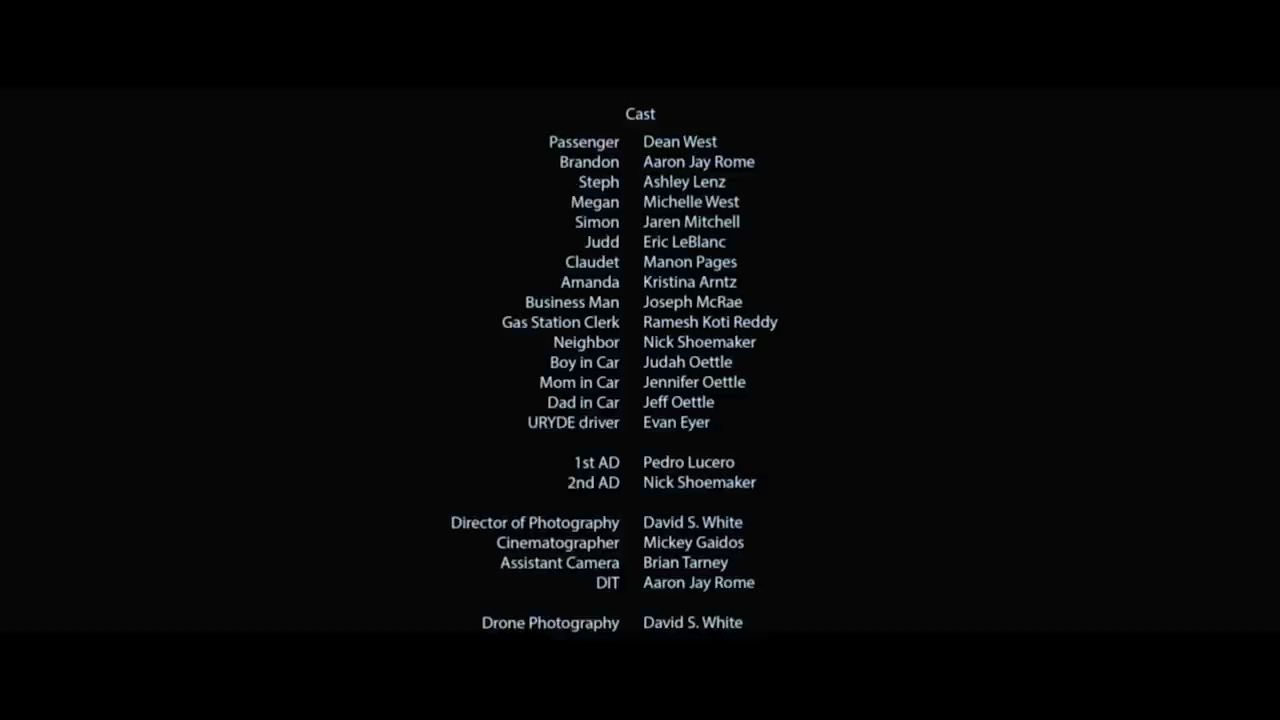 Cast
Passenger Dean West
Brandon Aaron Jay Rome
Steph Ashley Lenz
Megan Michelle West
Simon Jaren Mitchell
Judd Eric LeBlanc
Claudet Manon Pages
Amanda Kristina Arntz
Business Man Joseph McRae
Gas Station Clerk Ramesh Koti Reddy
Neighbor Nick Shoemaker
Boy in Car Judah Oettle
Mom in Car Jennifer Oettle
Dad in Car Jeff Oettle
URYDE driver Evan Eyer
1st AD Pedro Lucero
2nd AD Nick Shoemaker
Director of Photography David S. White
Cinematographer Mickey Gaidos
Assistant Camera Brian Tarney
DIT Aaron Jay Rome
Drone Photography David S. White